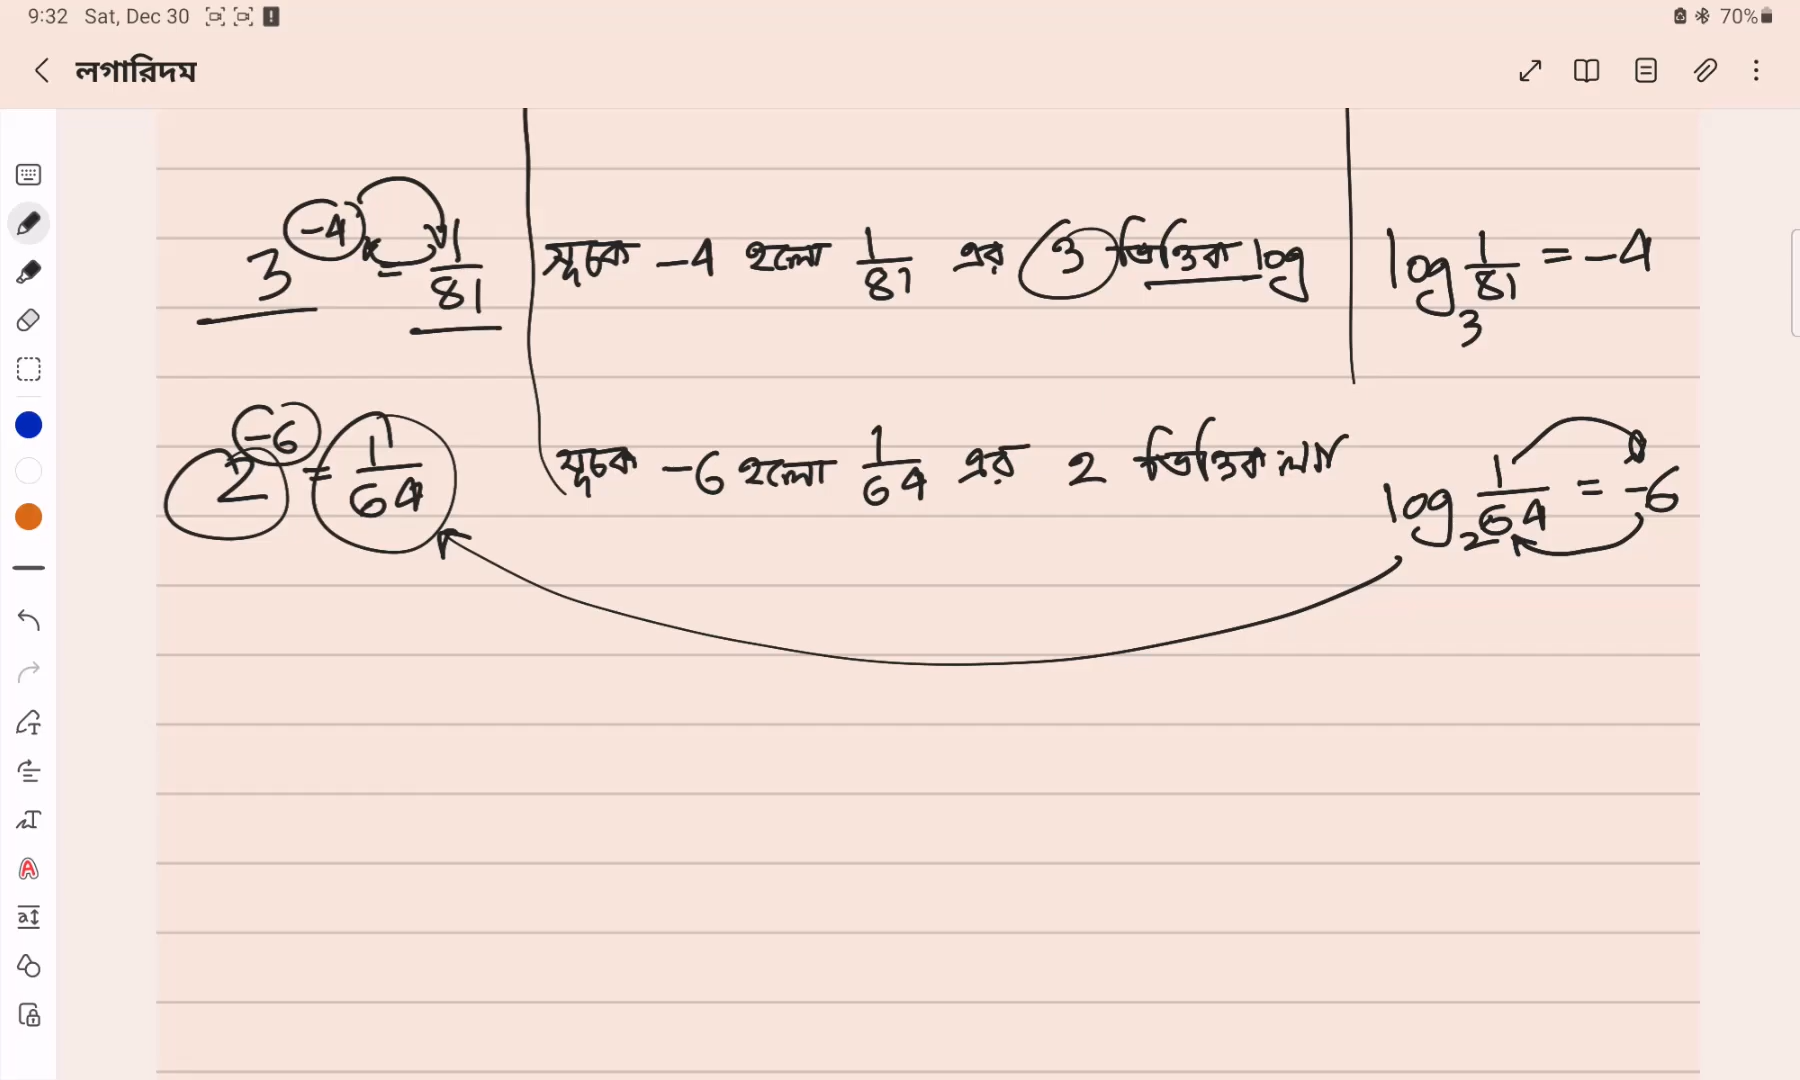 9:32 Sat, Dec 30 70%
লগারিদম
3^-4 = 1/81 সূচক -4 হলো 1/81 এর 3 ভিত্তিক log log_3 1/81 = -4
2^-6 = 1/64 সূচক -6 হলো 1/64 এর 2 ভিত্তিক লগ log_2 1/64 = -6